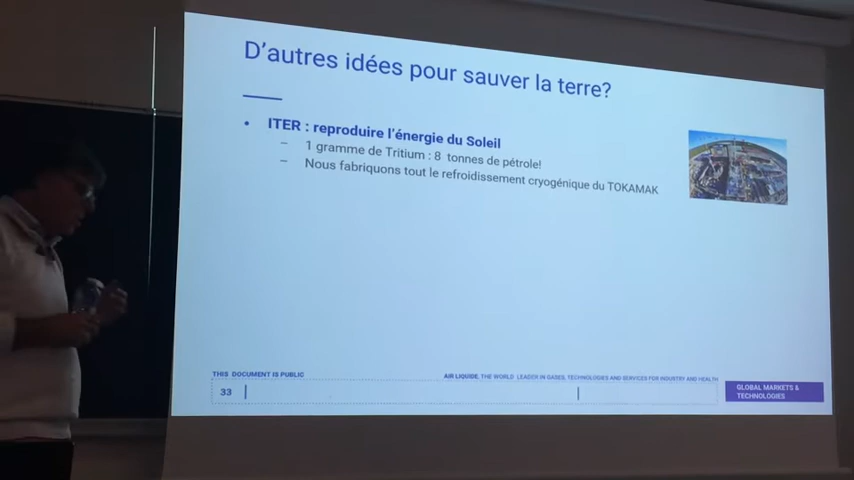 D'autres idées pour sauver la terre?
• ITER : reproduire l'énergie du Soleil
– 1 gramme de Tritium : 8 tonnes de pétrole!
– Nous fabriquons tout le refroidissement cryogénique du TOKAMAK
THIS DOCUMENT IS PUBLIC
AIR LIQUIDE, THE WORLD LEADER IN GASES, TECHNOLOGIES AND SERVICES FOR INDUSTRY AND HEALTH
33
GLOBAL MARKETS &
TECHNOLOGIES